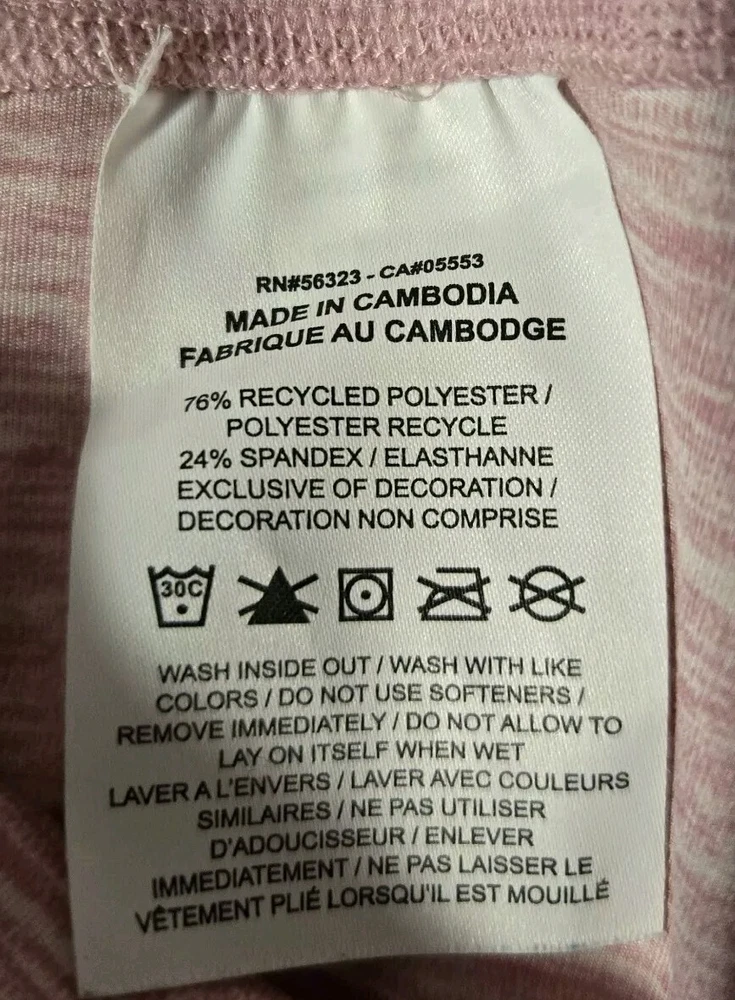 RN#56323 - CA#05553
MADE IN CAMBODIA
FABRIQUE AU CAMBODGE
76% RECYCLED POLYESTER /
POLYESTER RECYCLE
24% SPANDEX / ELASTHANNE
EXCLUSIVE OF DECORATION /
DECORATION NON COMPRISE
30C
WASH INSIDE OUT / WASH WITH LIKE
COLORS / DO NOT USE SOFTENERS /
REMOVE IMMEDIATELY / DO NOT ALLOW TO
LAY ON ITSELF WHEN WET
LAVER A L'ENVERS / LAVER AVEC COULEURS
SIMILAIRES / NE PAS UTILISER
D'ADOUCISSEUR / ENLEVER
IMMEDIATEMENT / NE PAS LAISSER LE
VÊTEMENT PLIÉ LORSQU'IL EST MOUILLÉ